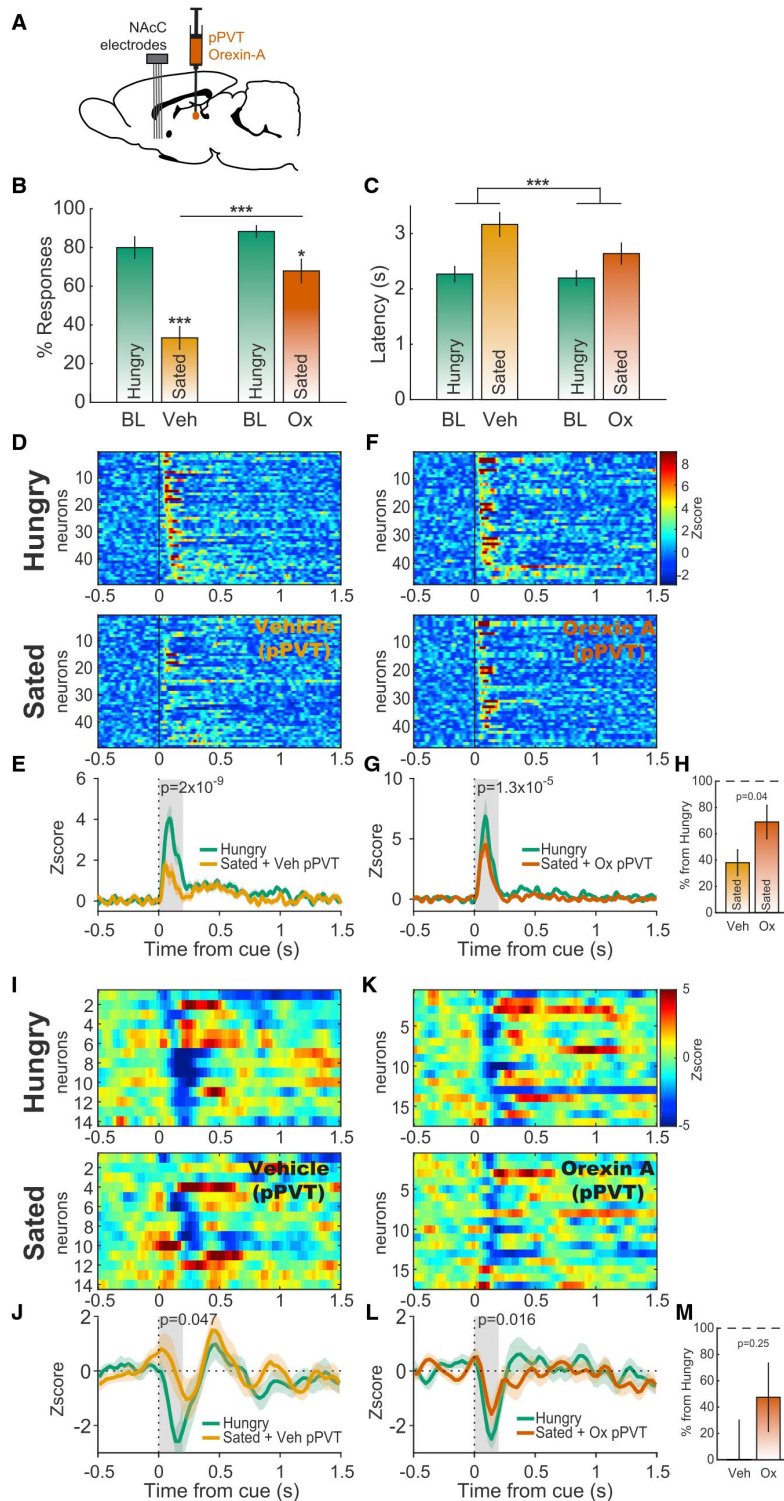 A
NAcC
electrodes
pPVT
Orexin-A
B
% Responses
100
80
60
40
20
0
***
***
*
Hungry
Sated
Hungry
Sated
BL Veh BL Ox
C
Latency (s)
3
2
1
0
***
Hungry
Sated
Hungry
Sated
BL Veh BL Ox
D
Hungry
neurons
10
20
30
40
-0.5 0 0.5 1 1.5
F
10
20
30
40
-0.5 0 0.5 1 1.5
8
6
4
2
0
-2
Zscore
Sated
neurons
10
20
30
40
Vehicle
(pPVT)
-0.5 0 0.5 1 1.5
10
20
30
40
Orexin A
(pPVT)
-0.5 0 0.5 1 1.5
E
Zscore
6
4
2
0
p=2x10-9
Hungry
Sated + Veh pPVT
-0.5 0 0.5 1 1.5
Time from cue (s)
G
10
5
0
p=1.3x10-5
Hungry
Sated + Ox pPVT
-0.5 0 0.5 1 1.5
Time from cue (s)
H
% from Hungry
100
80
60
40
20
0
p=0.04
Sated
Sated
Veh Ox
I
Hungry
neurons
2
4
6
8
10
12
14
-0.5 0 0.5 1 1.5
K
5
10
15
-0.5 0 0.5 1 1.5
5
0
-5
Zscore
Sated
neurons
2
4
6
8
10
12
14
Vehicle
(pPVT)
-0.5 0 0.5 1 1.5
5
10
15
Orexin A
(pPVT)
-0.5 0 0.5 1 1.5
J
Zscore
2
0
-2
p=0.047
Hungry
Sated + Veh pPVT
-0.5 0 0.5 1 1.5
Time from cue (s)
L
2
0
-2
p=0.016
Hungry
Sated + Ox pPVT
-0.5 0 0.5 1 1.5
Time from cue (s)
M
% from Hungry
100
80
60
40
20
0
p=0.25
Veh Ox